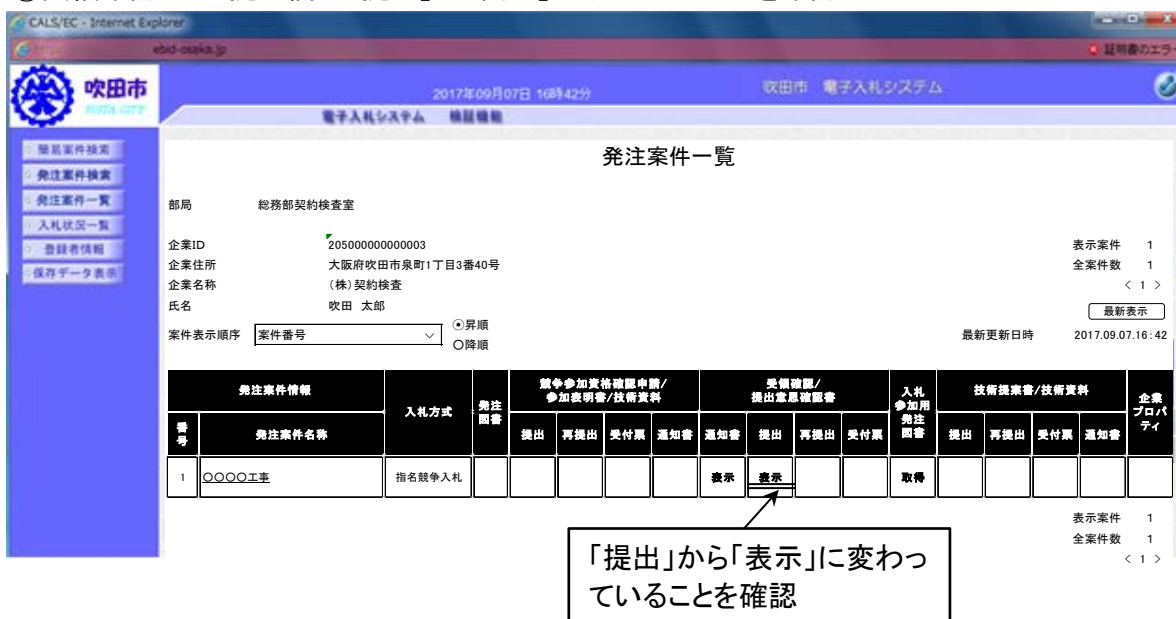 CALS/EC - Internet Explorer
ebid-osaka.jp
証明書のエラー
吹田市
SUITA CITY
2017年09月07日 16時42分
吹田市 電子入札システム
電子入札システム 検証機能
簡易案件検索
発注案件検索
発注案件一覧
入札状況一覧
登録者情報
保存データ表示
発注案件一覧
部局 総務部契約検査室
企業ID 205000000000003
企業住所 大阪府吹田市泉町1丁目3番40号
企業名称 (株)契約検査
氏名 吹田 太郎
案件表示順序 案件番号
昇順
降順
表示案件 1
全案件数 1
< 1 >
最新表示
最新更新日時 2017.09.07.16:42
発注案件情報
番号
発注案件名称
入札方式
発注図書
競争参加資格確認申請/参加表明書/技術資料
提出 再提出 受付票 通知書
受領確認/提出意思確認書
通知書 提出 再提出 受付票
入札参加用発注図書
技術提案書/技術資料
提出 再提出 受付票 通知書
企業プロパティ
1 〇〇〇〇工事 指名競争入札 表示 表示 取得
表示案件 1
全案件数 1
< 1 >
「提出」から「表示」に変わっ
ていることを確認